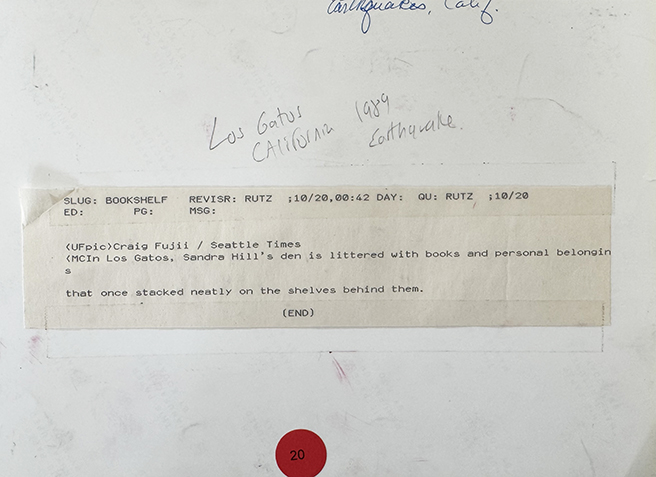 Earthquakes, Calif.
Los Gatos 1989
California Earthquake.
SLUG: BOOKSHELF REVISR: RUTZ ;10/20,00:42 DAY: QU: RUTZ ;10/20
ED: PG: MSG:
(UFpic)Craig Fujii / Seattle Times
(MCIn Los Gatos, Sandra Hill's den is littered with books and personal belongin
s
that once stacked neatly on the shelves behind them.
(END)
20